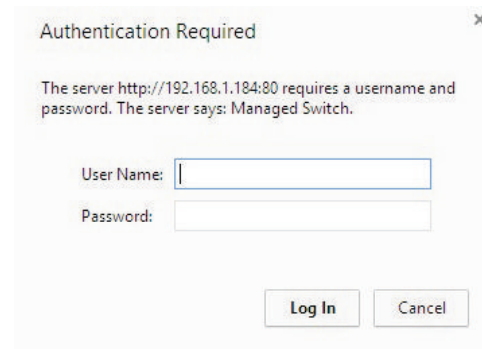 Authentication Required
The server http://192.168.1.184:80 requires a username and
password. The server says: Managed Switch.
User Name:
Password:
Log In
Cancel